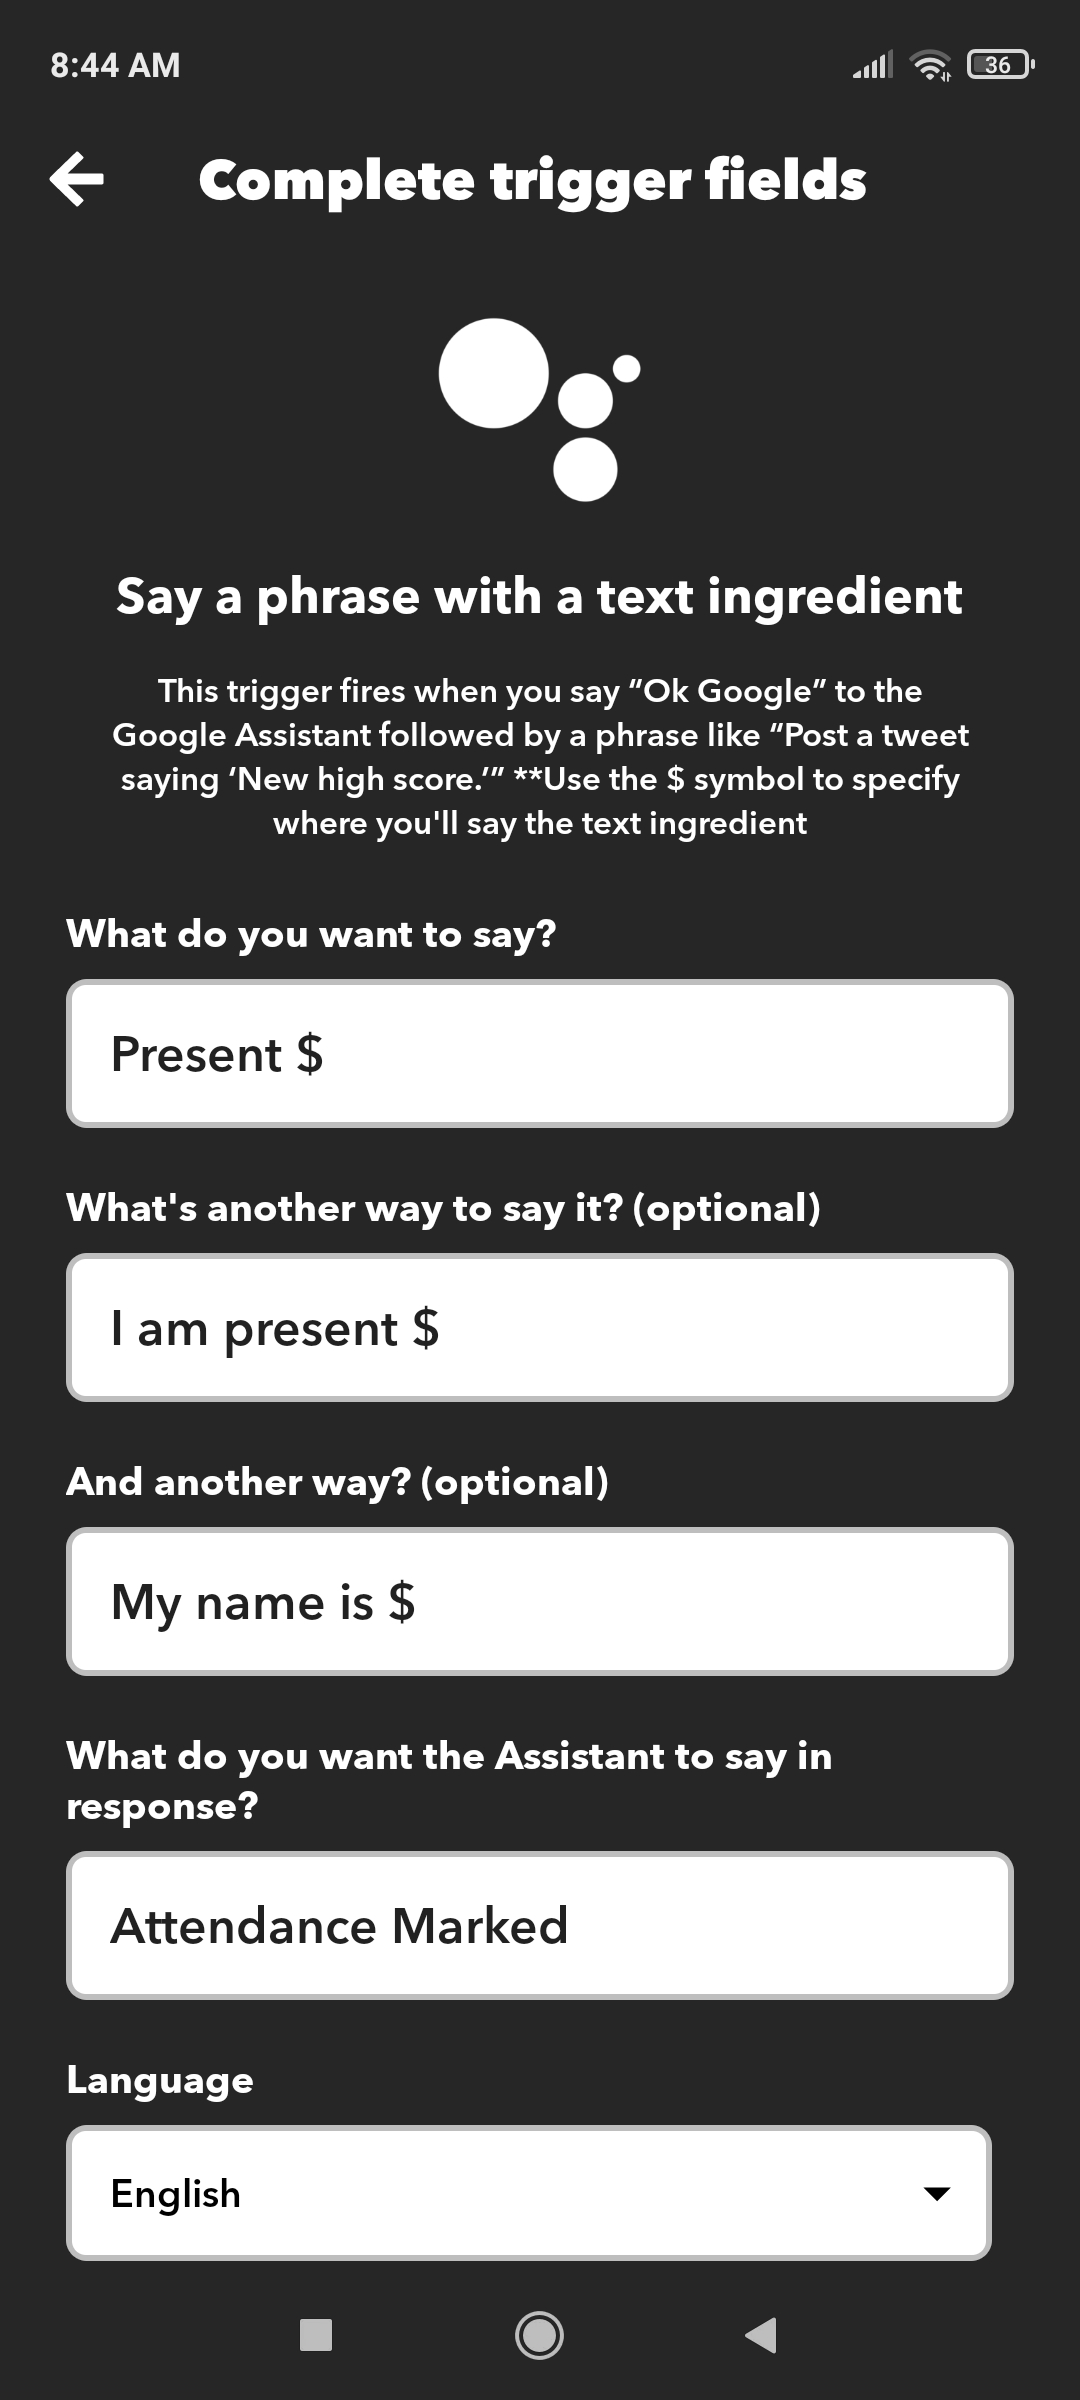 8:44 AM
36
Complete trigger fields
Say a phrase with a text ingredient
This trigger fires when you say “Ok Google” to the
Google Assistant followed by a phrase like “Post a tweet
saying ‘New high score.’” **Use the $ symbol to specify
where you'll say the text ingredient
What do you want to say?
Present $
What's another way to say it? (optional)
I am present $
And another way? (optional)
My name is $
What do you want the Assistant to say in
response?
Attendance Marked
Language
English